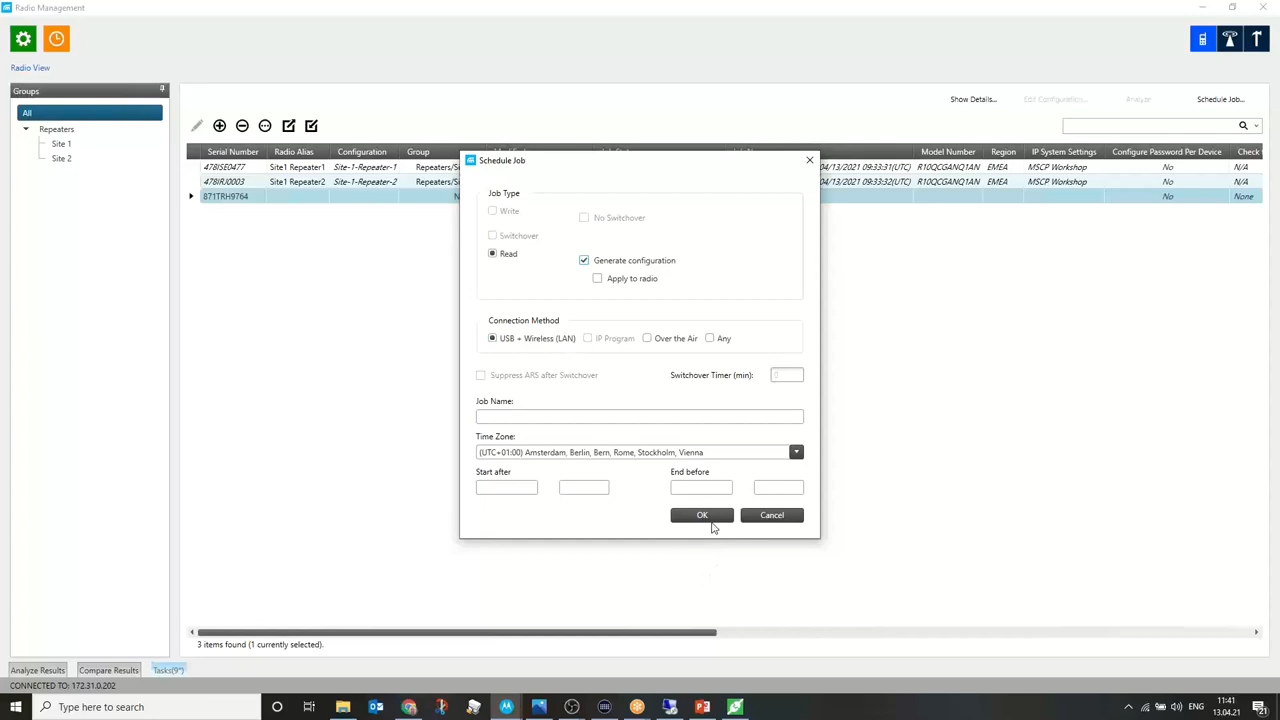 Radio Management
Radio View
Groups
All
Repeaters
Site 1
Site 2
Show Details...
Edit Configuration...
Analyze
Schedule Job...
Serial Number Radio Alias Configuration Group Model Number Region IP System Settings Configure Password Per Device Check
478ISE0477 Site1 Repeater1 Site-1-Repeater-1 Repeaters/Si 04/13/2021 09:33:31(UTC) R10QCGANQ1AN EMEA MSCP Workshop No N/A
478IRJ0003 Site1 Repeater2 Site-1-Repeater-2 Repeaters/Si 04/13/2021 09:33:32(UTC) R10QCGANQ1AN EMEA MSCP Workshop No N/A
871TRH9764 N No None
Schedule Job
Job Type
Write
No Switchover
Switchover
Read
Generate configuration
Apply to radio
Connection Method
USB + Wireless (LAN) IP Program Over the Air Any
Suppress ARS after Switchover Switchover Timer (min): 0
Job Name:
Time Zone:
(UTC+01:00) Amsterdam, Berlin, Bern, Rome, Stockholm, Vienna
Start after End before
OK Cancel
3 items found (1 currently selected).
Analyze Results Compare Results Tasks(9*)
CONNECTED TO: 172.31.0.202
Type here to search
ENG
11:41
13.04.21
21